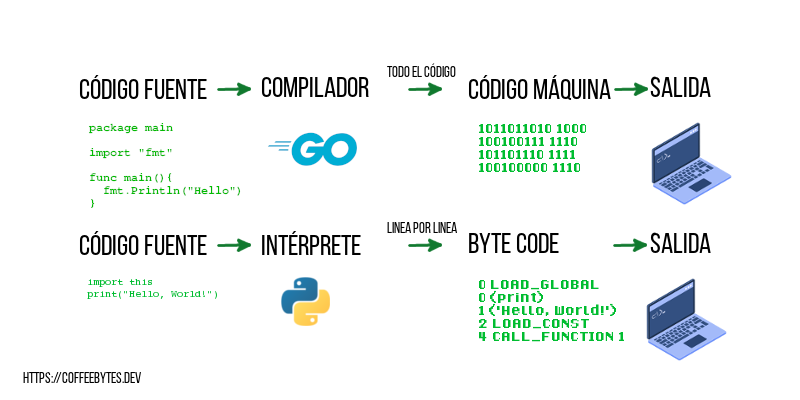 CÓDIGO FUENTE
COMPILADOR
TODO EL CÓDIGO
CÓDIGO MÁQUINA
SALIDA
package main
import "fmt"
func main(){
  fmt.Println("Hello")
}
GO
1011011010 1000
100100111 1110
101101110 1111
100100000 1110
CÓDIGO FUENTE
INTÉRPRETE
LINEA POR LINEA
BYTE CODE
SALIDA
import this
print("Hello, World!")
0 LOAD_GLOBAL
0 (print)
1 ('Hello, World!')
2 LOAD_CONST
4 CALL_FUNCTION 1
HTTPS://COFFEEBYTES.DEV